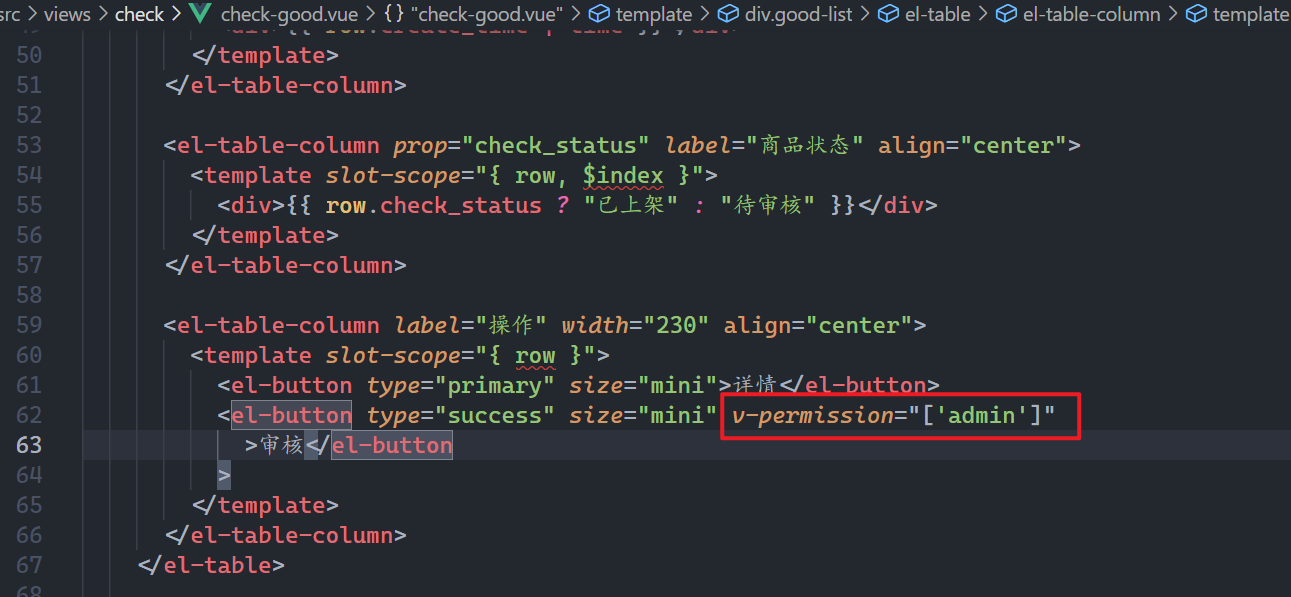 src > views > check > check-good.vue > {} "check-good.vue" > template > div.good-list > el-table > el-table-column > template
50 </template>
51 </el-table-column>
52
53 <el-table-column prop="check_status" label="商品状态" align="center">
54 <template slot-scope="{ row, $index }">
55 <div>{{ row.check_status ? "已上架" : "待审核" }}</div>
56 </template>
57 </el-table-column>
58
59 <el-table-column label="操作" width="230" align="center">
60 <template slot-scope="{ row }">
61 <el-button type="primary" size="mini">详情</el-button>
62 <el-button type="success" size="mini" v-permission="['admin']"
63 >审核</el-button
64 >
65 </template>
66 </el-table-column>
67 </el-table>
68